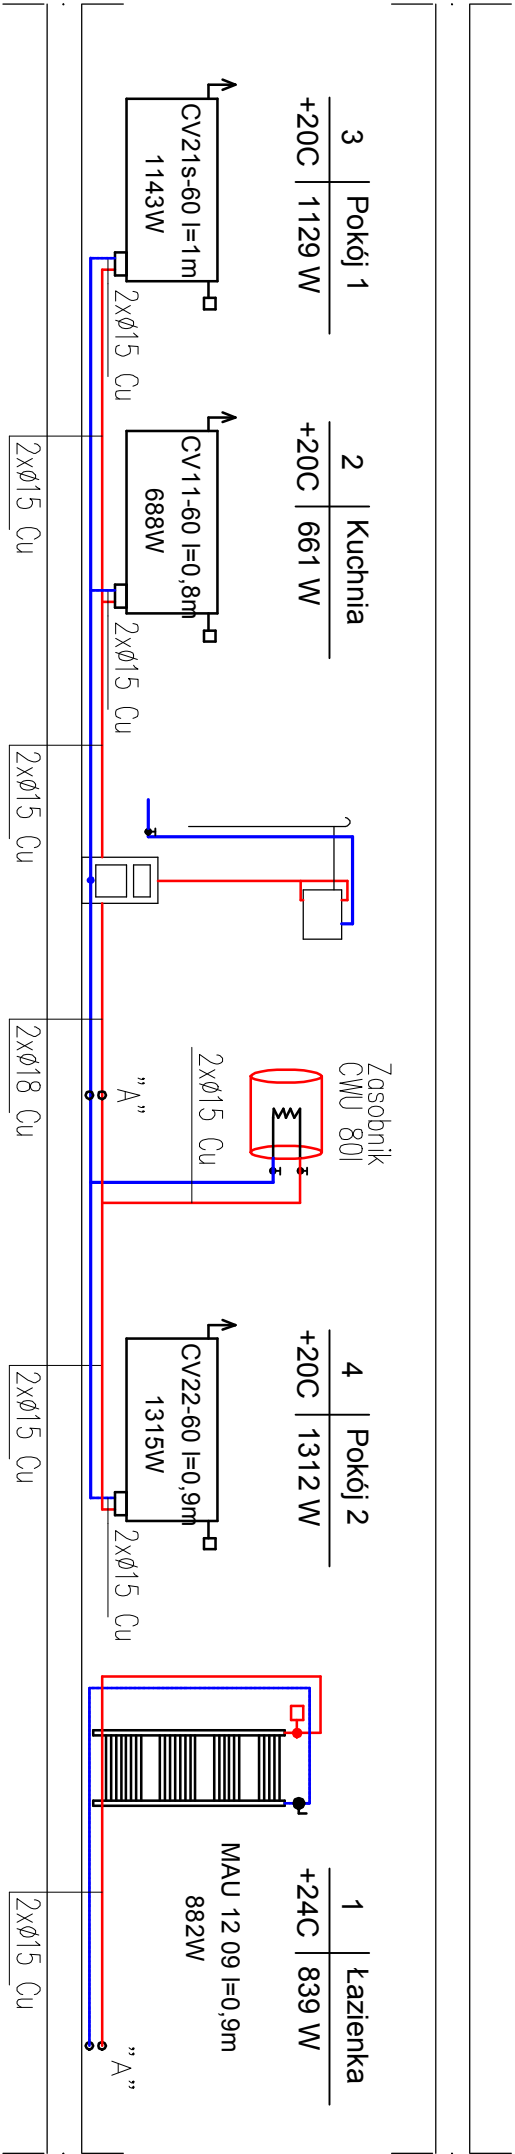 3 Pokój 1
+20C 1129 W
CV21s-60 l=1m
1143W
2xø15 Cu
2xø15 Cu
2 Kuchnia
+20C 661 W
CV11-60 l=0,8m
688W
2xø15 Cu
2xø15 Cu
2xø18 Cu
"A"
Zasobnik
CWU 80l
2xø15 Cu
4 Pokój 2
+20C 1312 W
CV22-60 l=0,9m
1315W
2xø15 Cu
2xø15 Cu
1 Łazienka
+24C 839 W
MAU 12 09 l=0,9m
882W
2xø15 Cu
"A"